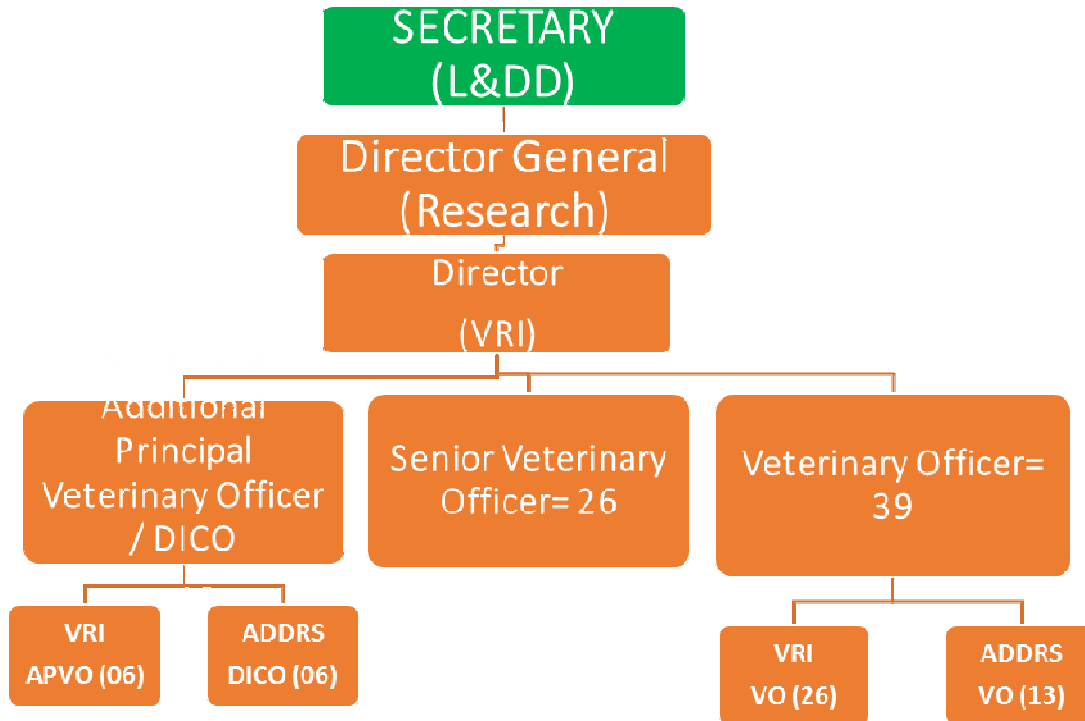 SECRETARY
(L&DD)
Director General
(Research)
Director
(VRI)
Additional
Principal
Veterinary Officer
/ DICO
Senior Veterinary
Officer= 26
Veterinary Officer=
39
VRI
APVO (06)
ADDRS
DICO (06)
VRI
VO (26)
ADDRS
VO (13)